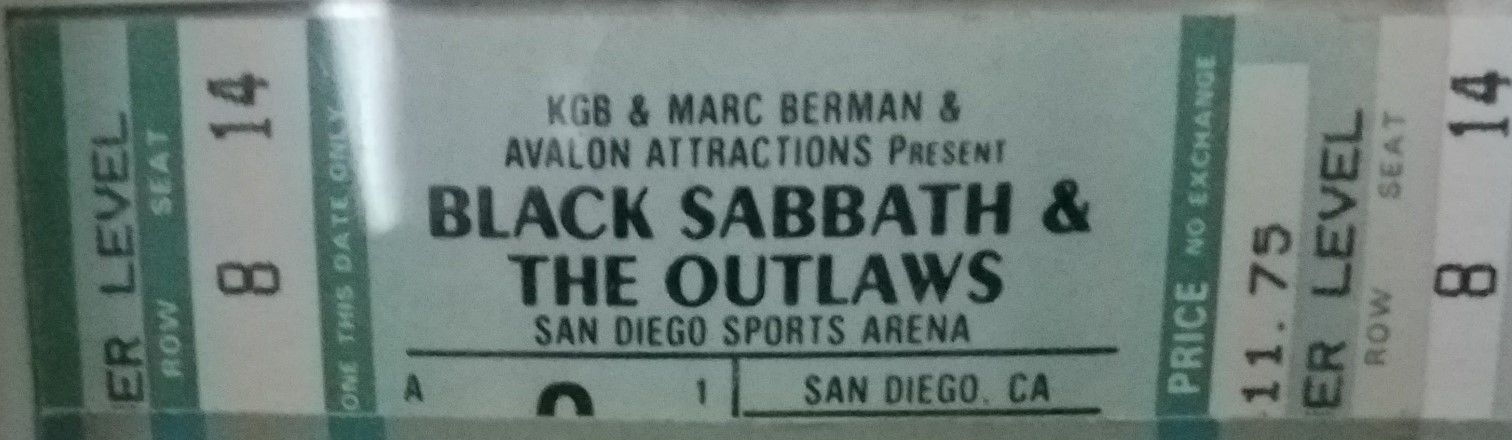 ER LEVEL
ROW SEAT
8 14
THIS DATE ONLY
KGB & MARC BERMAN &
AVALON ATTRACTIONS PRESENT
BLACK SABBATH &
THE OUTLAWS
SAN DIEGO SPORTS ARENA
A 1 SAN DIEGO, CA
PRICE NO EXCHANGE
11.75
ER LEVEL
ROW SEAT
8 14